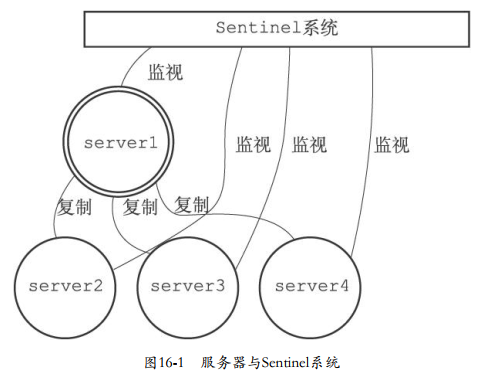 Sentinel系统
监视
server1
监视
监视
监视
复制
复制
复制
server2
server3
server4
图16-1 服务器与Sentinel系统